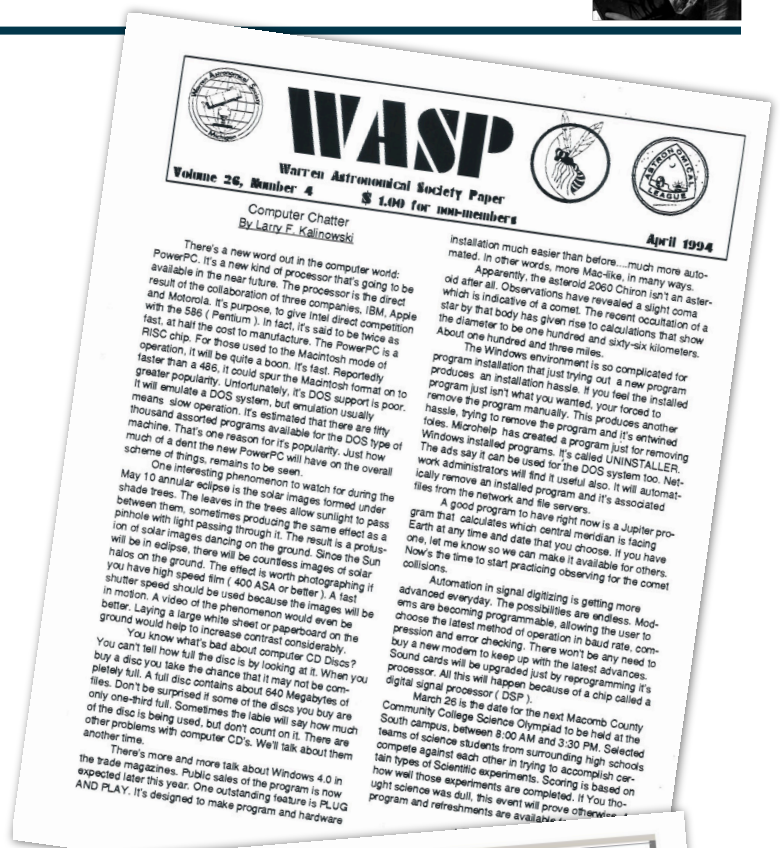 WASP
Warren Astronomical Society Paper
Volume 26, Number 4
$ 1.00 for non-members
April 1994
ASTRONOMICAL
LEAGUE
Computer Chatter
By Larry F. Kalinowski
There's a new word out in the computer world:
PowerPC. It's a new kind of processor that's going to be
available in the near future. The processor is the direct
result of the collaboration of three companies, IBM, Apple
and Motorola. It's purpose, to give Intel direct competition
with the 586 ( Pentium ). In fact, it's said to be twice as
fast, at half the cost to manufacture. The PowerPC is a
RISC chip. For those used to the Macintosh mode of
operation, it will be quite a boon. It's fast. Reportedly
faster than a 486, it could spur the Macintosh format on to
greater popularity. Unfortunately, it's DOS support is poor.
It will emulate a DOS system, but emulation usually
means slow operation. It's estimated that there are fifty
thousand assorted programs available for the DOS type of
machine. That's one reason for it's popularity. Just how
much of a dent the new PowerPC will have on the overall
scheme of things, remains to be seen.
One interesting phenomenon to watch for during the
May 10 annular eclipse is the solar images formed under
shade trees. The leaves in the trees allow sunlight to pass
between them, sometimes producing the same effect as a
pinhole with light passing through it. The result is a profus-
ion of solar images dancing on the ground. Since the Sun
will be in eclipse, there will be countless images of solar
halos on the ground. The effect is worth photographing if
you have high speed film ( 400 ASA or better ). A fast
shutter speed should be used because the images will be
in motion. A video of the phenomenon would even be
better. Laying a large white sheet or paperboard on the
ground would help to increase contrast considerably.
You know what's bad about computer CD Discs?
You can't tell how full the disc is by looking at it. When you
buy a disc you take the chance that it may not be com-
pletely full. A full disc contains about 640 Megabytes of
files. Don't be surprised if some of the discs you buy are
only one-third full. Sometimes the lable will say how much
of the disc is being used, but don't count on it. There are
other problems with computer CD's. We'll talk about them
another time.
There's more and more talk about Windows 4.0 in
the trade magazines. Public sales of the program is now
expected later this year. One outstanding feature is PLUG
AND PLAY. It's designed to make program and hardware
installation much easier than before....much more auto-
mated. In other words, more Mac-like, in many ways.
Apparently, the asteroid 2060 Chiron isn't an aster-
oid after all. Observations have revealed a slight coma
which is indicative of a comet. The recent occultation of a
star by that body has given rise to calculations that show
the diameter to be one hundred and sixty-six kilometers.
About one hundred and three miles.
The Windows environment is so complicated for
program installation that just trying out a new program
produces an installation hassle. If you feel the installed
program just isn't what you wanted, your forced to
remove the program manually. This produces another
hassle, trying to remove the program and it's entwined
foles. Microhelp has created a program just for removing
Windows installed programs. It's called UNINSTALLER.
The ads say it can be used for the DOS system too. Net-
work administrators will find it useful also. It will automat-
ically remove an installed program and it's associated
files from the network and file servers.
A good program to have right now is a Jupiter pro-
gram that calculates which central meridian is facing
Earth at any time and date that you choose. If you have
one, let me know so we can make it available for others.
Now's the time to start practicing observing for the comet
collisions.
Automation in signal digitizing is getting more
advanced everyday. The possibilities are endless. Mod-
ems are becoming programmable, allowing the user to
choose the latest method of operation in baud rate, com-
pression and error checking. There won't be any need to
buy a new modem to keep up with the latest advances.
Sound cards will be upgraded just by reprogramming it's
processor. All this will happen because of a chip called a
digital signal processor ( DSP ).
March 26 is the date for the next Macomb County
Community College Science Olympiad to be held at the
South campus, between 8:00 AM and 3:30 PM. Selected
teams of science students from surrounding high schools
compete against each other in trying to accomplish cer-
tain types of Scientific experiments. Scoring is based on
how well those experiments are completed. If You tho-
ught science was dull, this event will prove otherwise.
program and refreshments are available